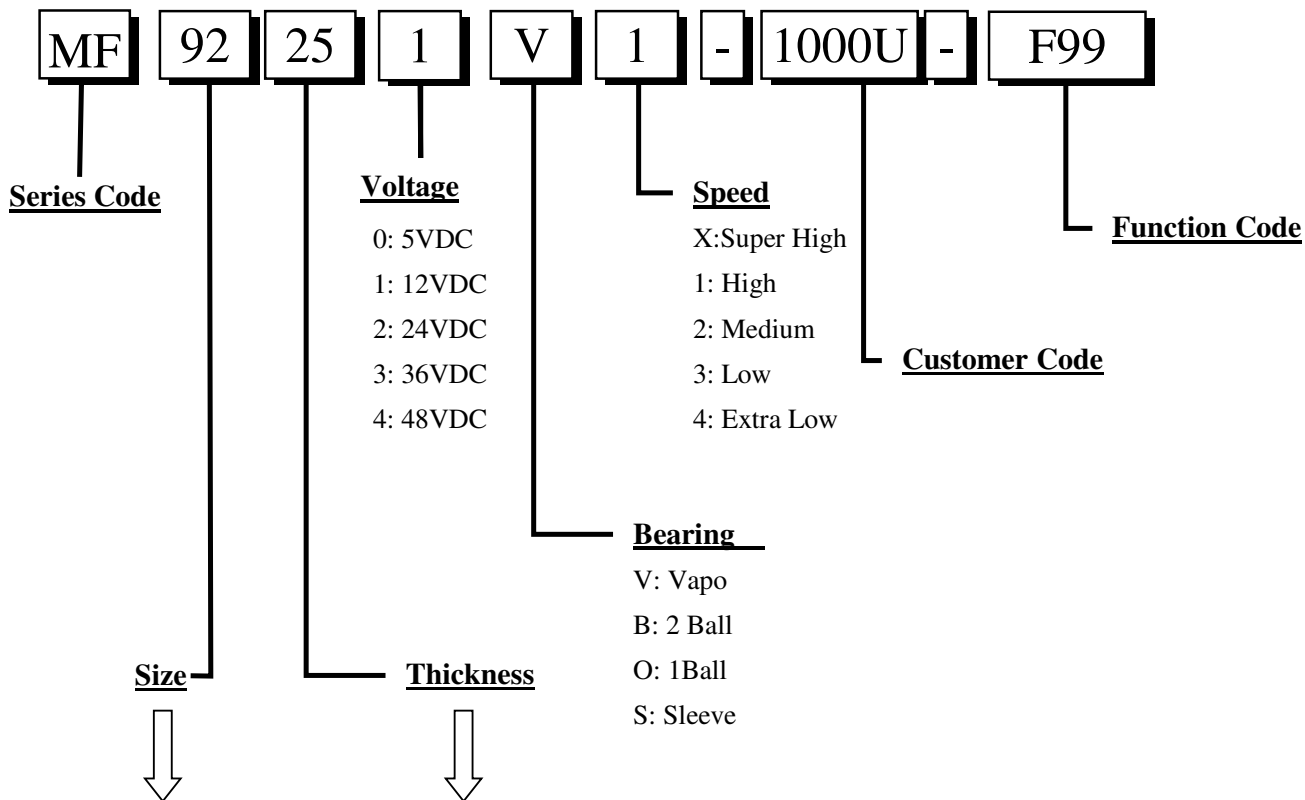 MF 92 25 1 V 1 - 1000U - F99
Series Code
Voltage
0: 5VDC
1: 12VDC
2: 24VDC
3: 36VDC
4: 48VDC
Speed
X:Super High
1: High
2: Medium
3: Low
4: Extra Low
Function Code
Customer Code
Bearing
V: Vapo
B: 2 Ball
O: 1Ball
S: Sleeve
Size
Thickness